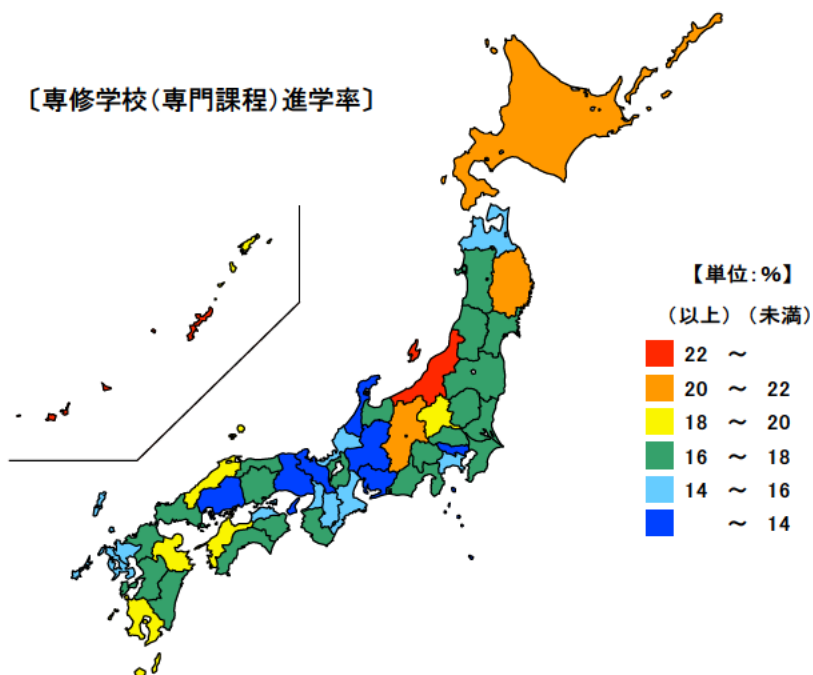 〔専修学校(専門課程)進学率〕
【単位:%】
(以上) (未満)
22 ～
20 ～ 22
18 ～ 20
16 ～ 18
14 ～ 16
～ 14